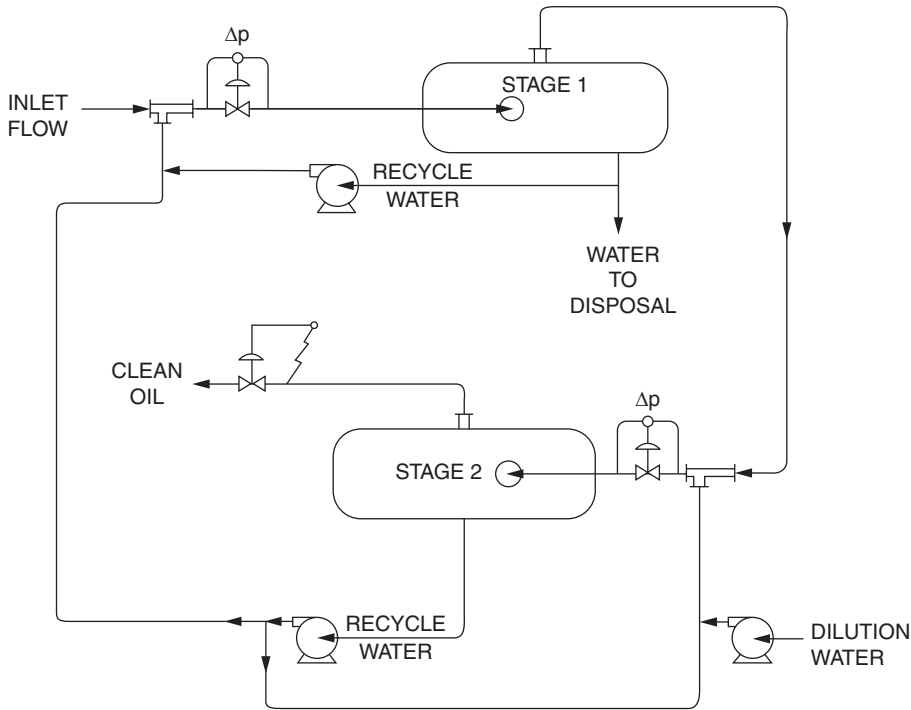 Δp
STAGE 1
INLET
FLOW
RECYCLE
WATER
WATER
TO
DISPOSAL
CLEAN
OIL
Δp
STAGE 2
RECYCLE
WATER
DILUTION
WATER